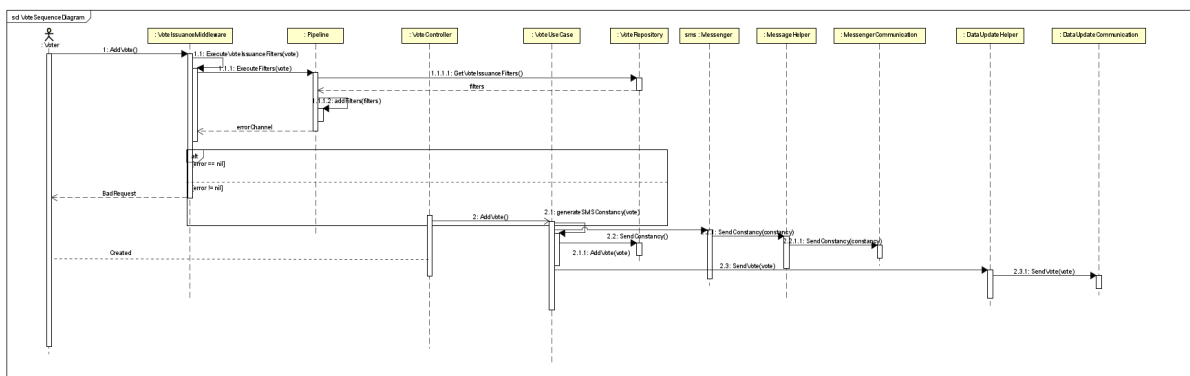 sd VoteSequenceDiagram
: Voter
: VoteIssuanceMiddleware
: Pipeline
: VoteController
: VoteUseCase
: VoteRepository
sms : Messenger
: MessageHelper
: MessengerCommunication
: DataUpdateHelper
: DataUpdateCommunication
1: AddVote()
1.1: ExecuteVoteIssuanceFilters(vote)
1.1.1: ExecuteFilters(vote)
1.1.1.1: GetVoteIssuanceFilters()
filters
1.1.1.2: addFilters(filters)
errorChannel
alt
[error == nil]
[error != nil]
BadRequest
2: AddVote()
2.1: generateSMSConstancy(vote)
2.2: SendConstancy()
2.2.1: SendConstancy(constancy)
2.2.1.1: SendConstancy(constancy)
2.1.1: AddVote(vote)
Created
2.3: SendVote(vote)
2.3.1: SendVote(vote)